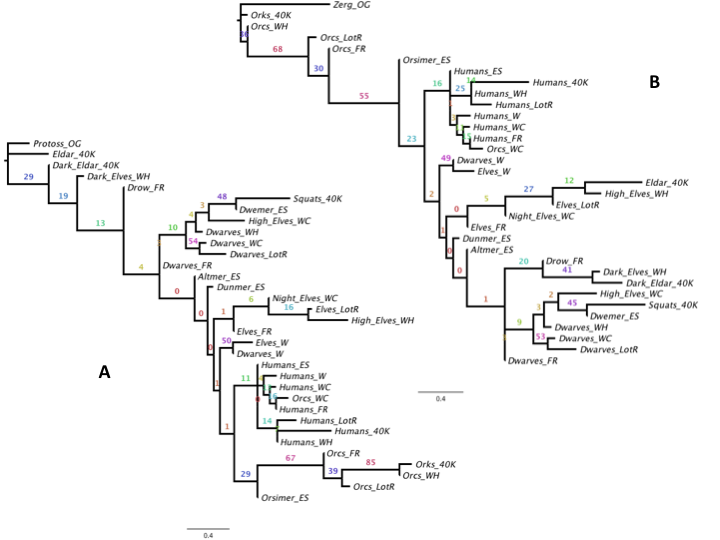 Zerg_OG
Orks_40K
Orcs_WH
68
Orcs_LotR
Orcs_FR
30
55
Orsimer_ES
16
Humans_ES
14
Humans_40K
25
Humans_WH
Humans_LotR
Humans_W
Humans_WC
Humans_FR
Orcs_WC
23
49
Dwarves_W
Elves_W
2
12
Eldar_40K
High_Elves_WH
27
Elves_LotR
5
Night_Elves_WC
0
Elves_FR
1
Dunmer_ES
0
Altmer_ES
0
20
Drow_FR
41
Dark_Elves_WH
Dark_Eldar_40K
1
2
High_Elves_WC
45
Squats_40K
3
Dwemer_ES
9
Dwarves_WH
53
Dwarves_WC
Dwarves_LotR
Dwarves_FR
0.4
B
Protoss_OG
Eldar_40K
29
Dark_Eldar_40K
19
Dark_Elves_WH
13
Drow_FR
48
Squats_40K
3
Dwemer_ES
4
High_Elves_WC
10
Dwarves_WH
54
Dwarves_WC
Dwarves_LotR
4
Dwarves_FR
0
Altmer_ES
0
Dunmer_ES
6
Night_Elves_WC
16
Elves_LotR
High_Elves_WH
1
Elves_FR
0
50
Elves_W
Dwarves_W
1
Humans_ES
11
Humans_W
Humans_WC
Orcs_WC
Humans_FR
14
Humans_LotR
Humans_40K
Humans_WH
1
67
Orcs_FR
85
Orks_40K
Orcs_WH
39
Orcs_LotR
29
Orsimer_ES
0.4
A